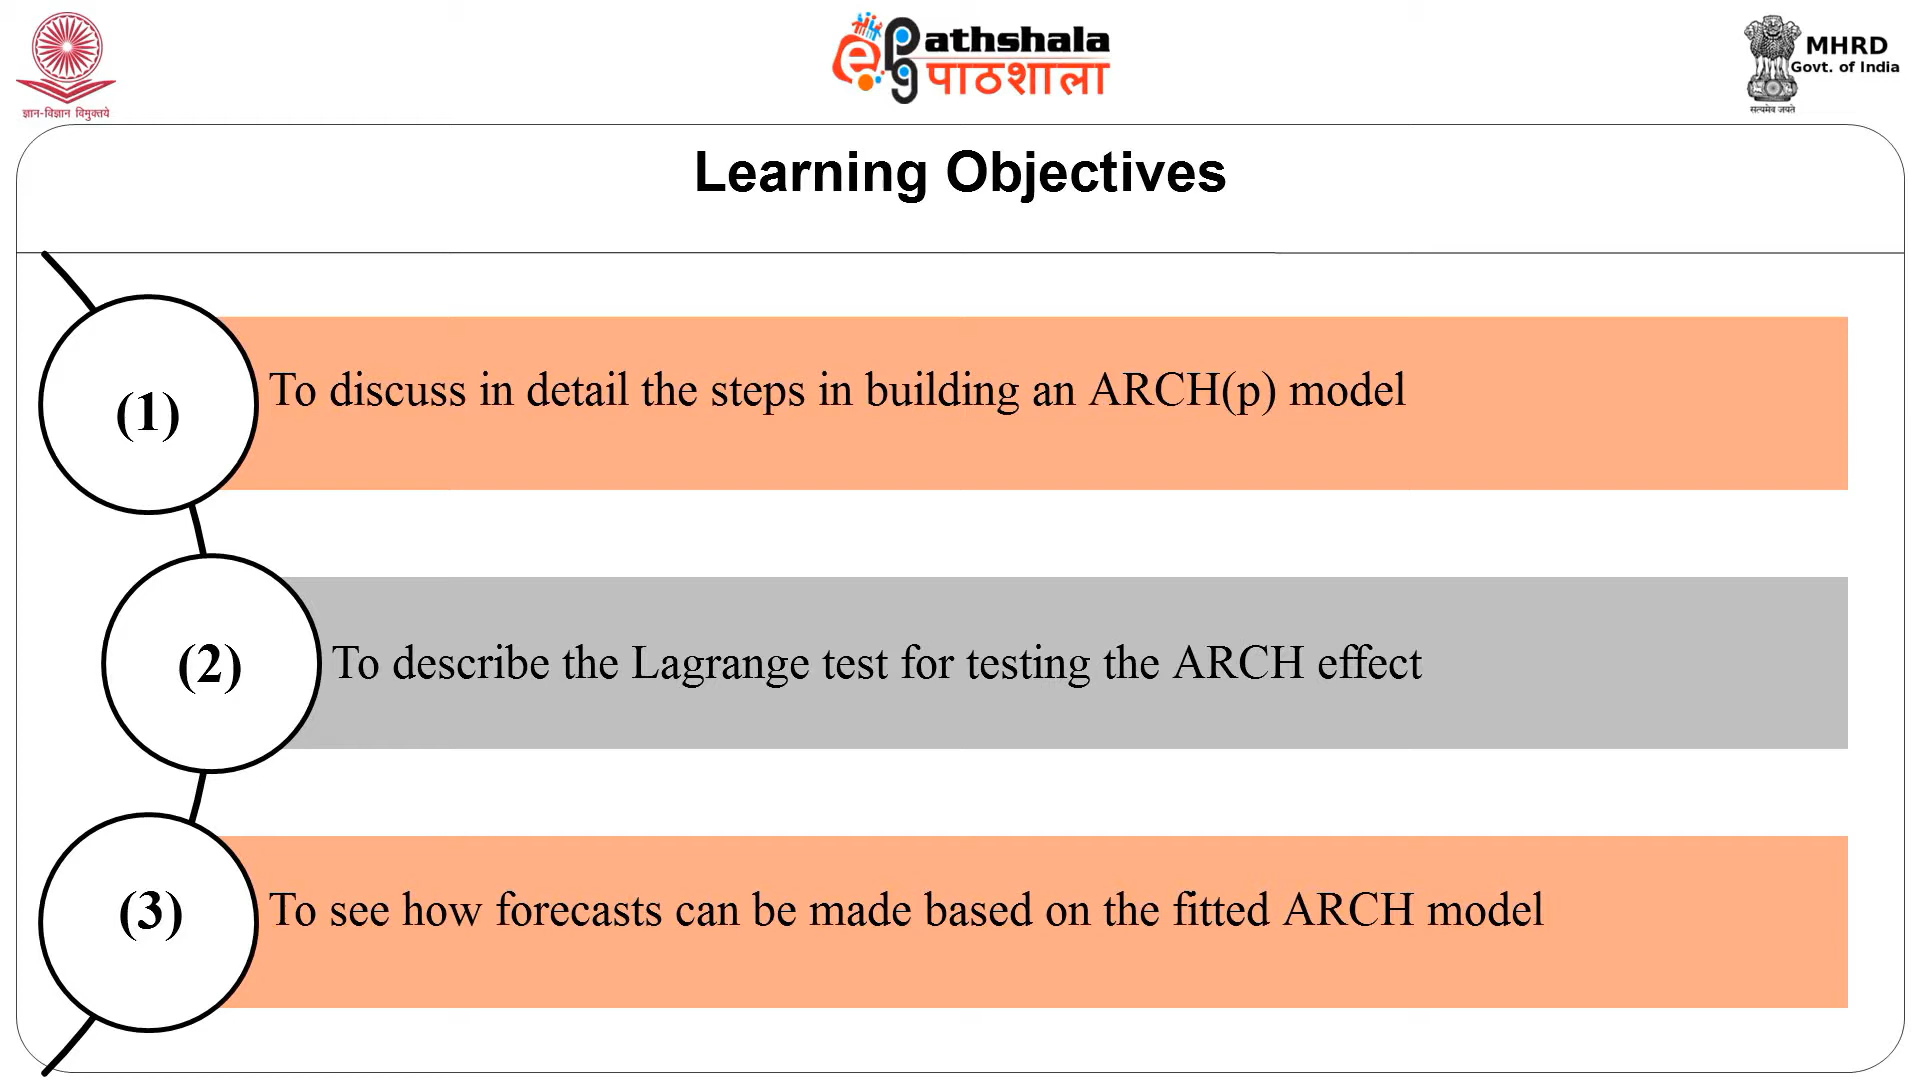 ज्ञान-विज्ञान विमुक्तये
ePG Pathshala
पाठशाला
MHRD
Govt. of India
सत्यमेव जयते
Learning Objectives
(1) To discuss in detail the steps in building an ARCH(p) model
(2) To describe the Lagrange test for testing the ARCH effect
(3) To see how forecasts can be made based on the fitted ARCH model